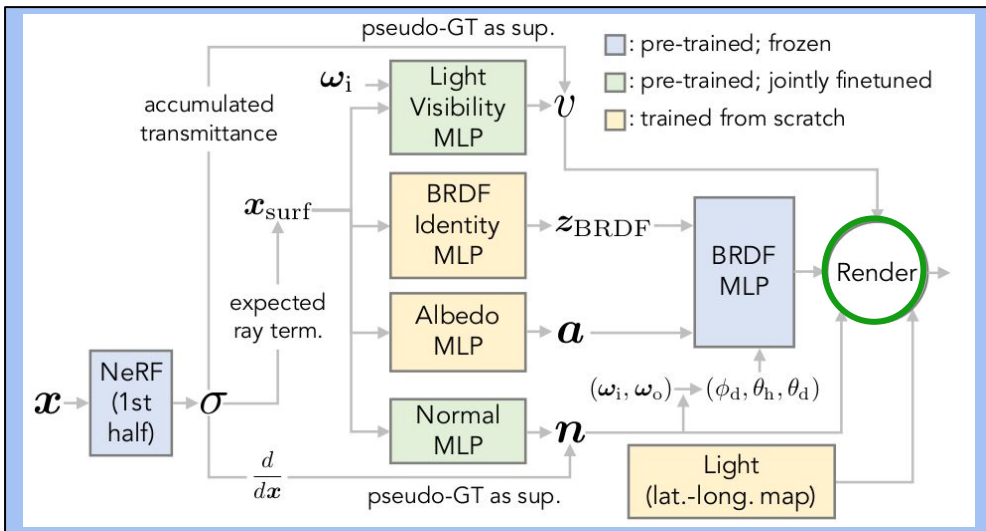 pseudo-GT as sup.
: pre-trained; frozen
: pre-trained; jointly finetuned
: trained from scratch
ωi
Light
Visibility
MLP
v
accumulated
transmittance
xsurf
BRDF
Identity
MLP
zBRDF
BRDF
MLP
Render
expected
ray term.
Albedo
MLP
a
x
NeRF
(1st
half)
σ
(ωi, ωo)
(ϕd, θh, θd)
Normal
MLP
n
d
dx
pseudo-GT as sup.
Light
(lat.-long. map)